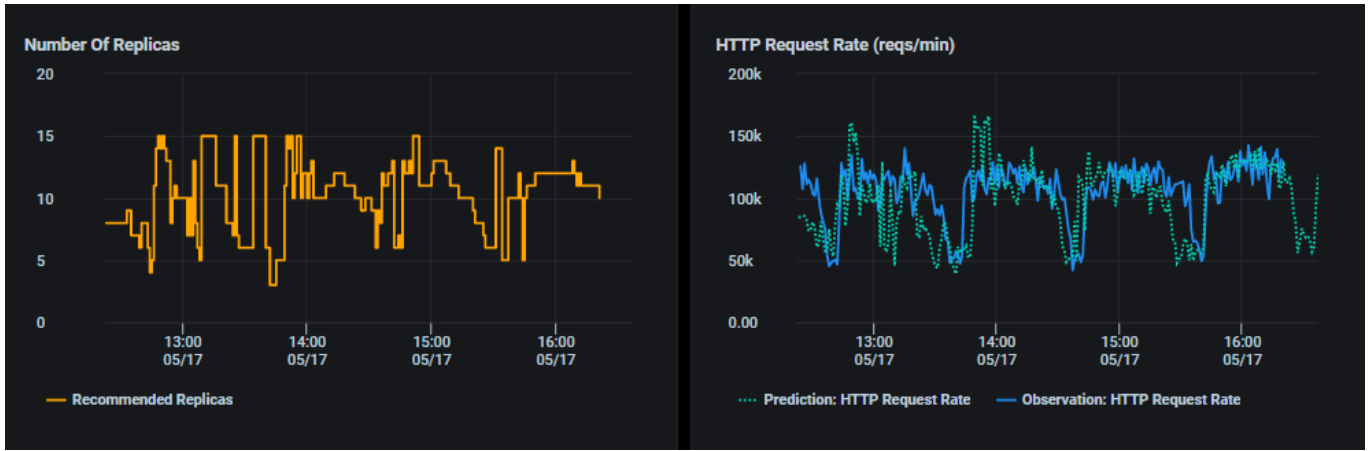 Number Of Replicas
20
15
10
5
0
13:00
05/17
14:00
05/17
15:00
05/17
16:00
05/17
Recommended Replicas
HTTP Request Rate (reqs/min)
200k
150k
100k
50k
0.00
13:00
05/17
14:00
05/17
15:00
05/17
16:00
05/17
Prediction: HTTP Request Rate
Observation: HTTP Request Rate